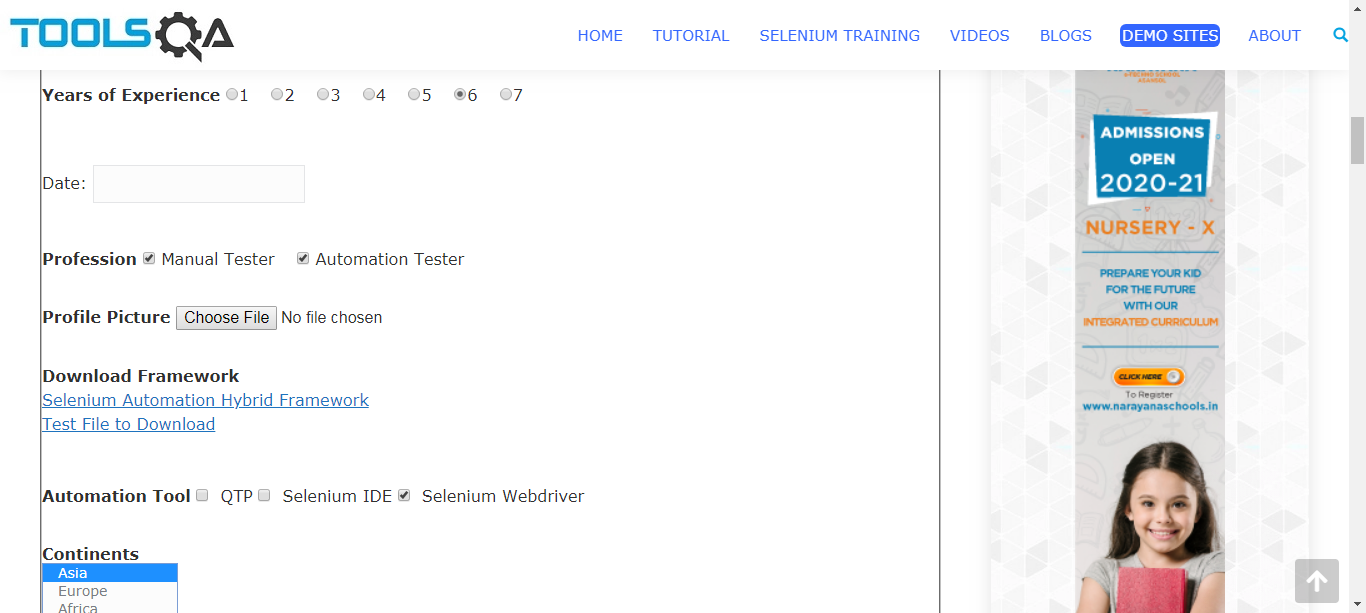 TOOLSQA
HOME TUTORIAL SELENIUM TRAINING VIDEOS BLOGS DEMO SITES ABOUT
Years of Experience 1 2 3 4 5 6 7
Date:
Profession Manual Tester Automation Tester
Profile Picture Choose File No file chosen
Download Framework
Selenium Automation Hybrid Framework
Test File to Download
Automation Tool QTP Selenium IDE Selenium Webdriver
Continents
Asia
Europe
Africa
ADMISSIONS
OPEN
2020-21
NURSERY - X
PREPARE YOUR KID
FOR THE FUTURE
WITH OUR
INTEGRATED CURRICULUM
CLICK HERE
To Register
www.narayanaschools.in